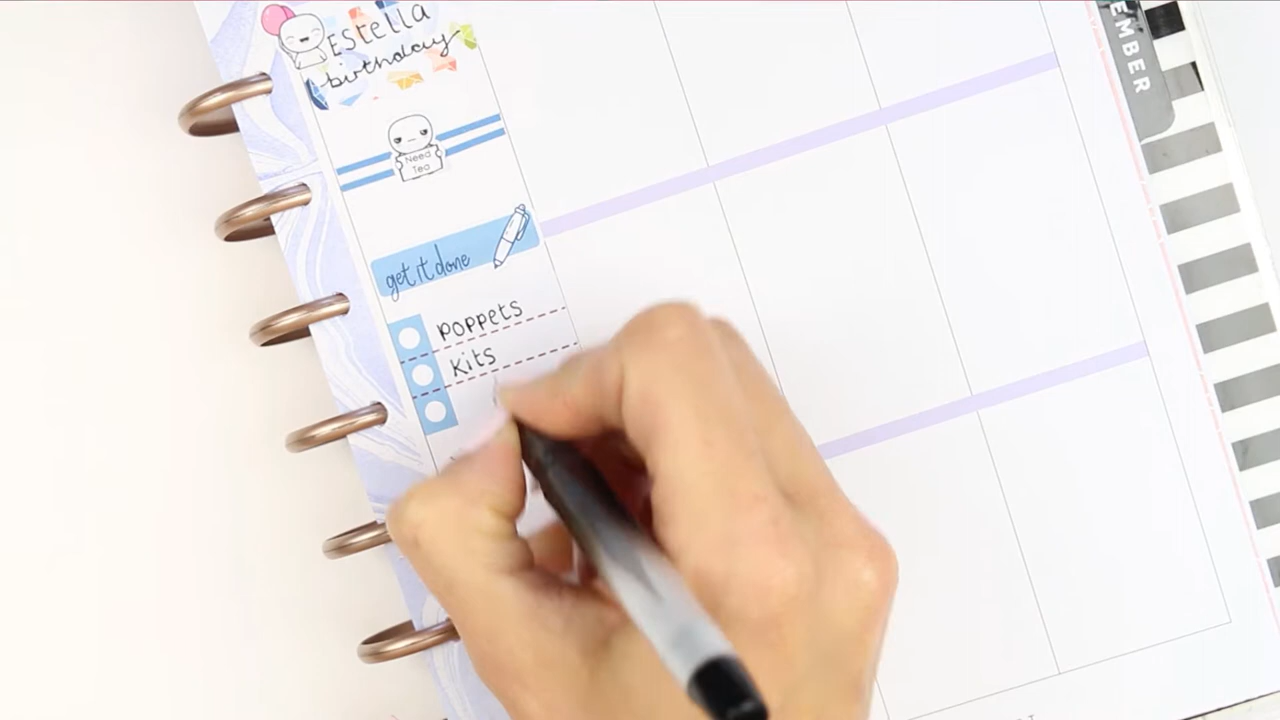 Estella
birthday
Need
Tea
get it done
poppets
Kits
EMBER